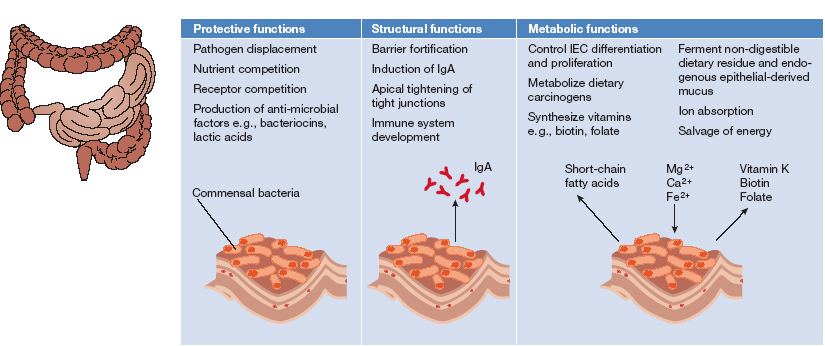 Protective functions
Pathogen displacement
Nutrient competition
Receptor competition
Production of anti-microbial
factors e.g., bacteriocins,
lactic acids
Commensal bacteria
Structural functions
Barrier fortification
Induction of IgA
Apical tightening of
tight junctions
Immune system
development
IgA
Metabolic functions
Control IEC differentiation
and proliferation
Metabolize dietary
carcinogens
Synthesize vitamins
e.g., biotin, folate
Ferment non-digestible
dietary residue and endo-
genous epithelial-derived
mucus
Ion absorption
Salvage of energy
Short-chain
fatty acids
Mg2+
Ca2+
Fe2+
Vitamin K
Biotin
Folate